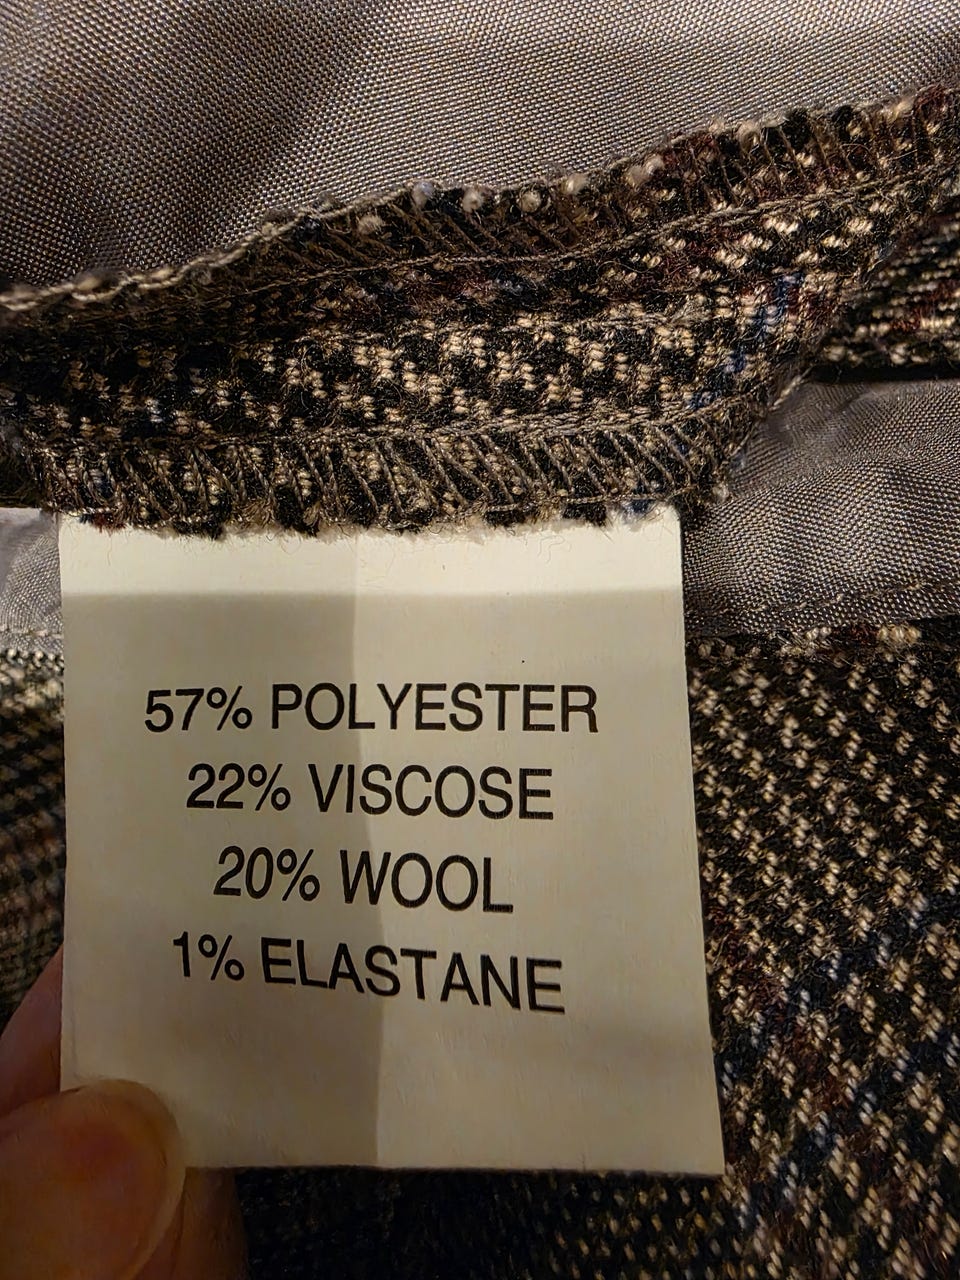 57% POLYESTER
22% VISCOSE
20% WOOL
1% ELASTANE